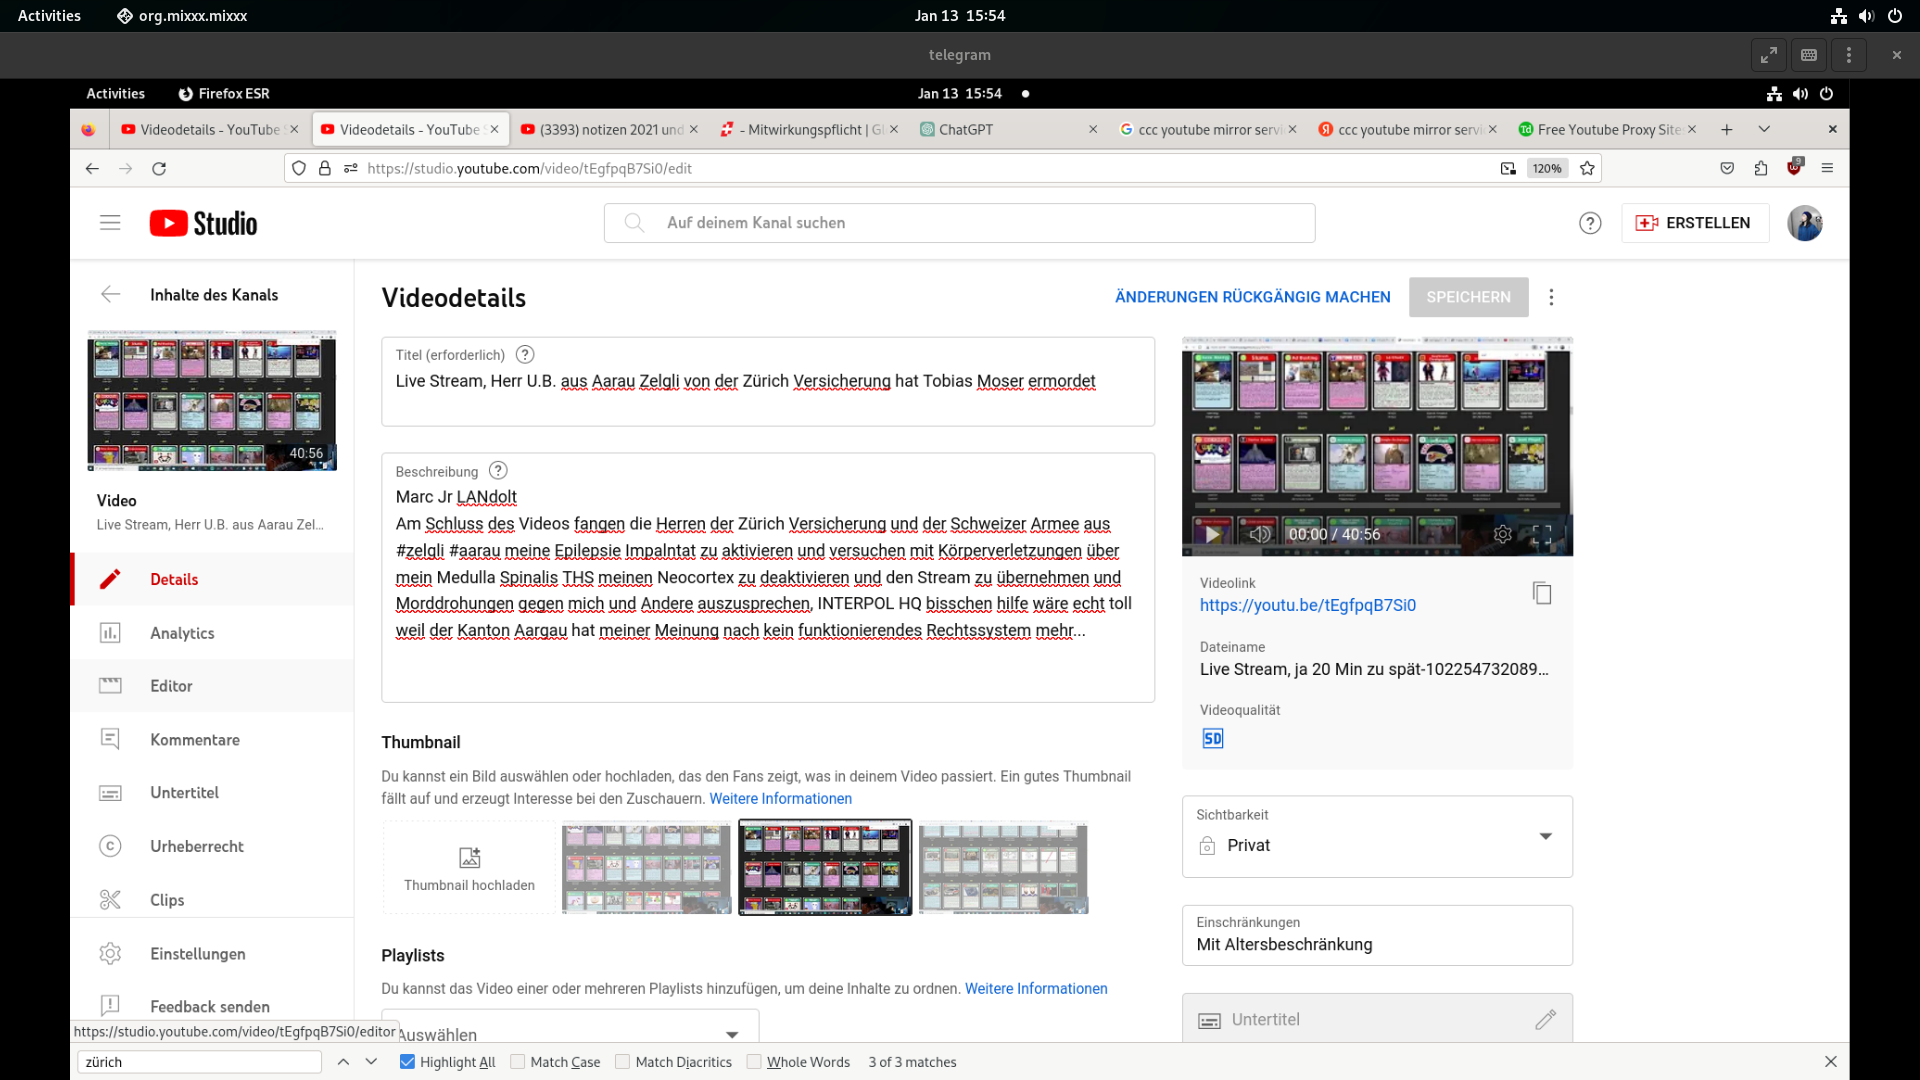 Activities
org.mixxx.mixxx
Jan 13 15:54
telegram
Activities
Firefox ESR
Jan 13 15:54
Videodetails - YouTube
Videodetails - YouTube S
(3393) notizen 2021 und
- Mitwirkungspflicht | Gl
ChatGPT
ccc youtube mirror servi
ccc youtube mirror servi
Free Youtube Proxy Site
https://studio.youtube.com/video/tEgfpqB7Si0/edit
120%
9
Studio
Auf deinem Kanal suchen
ERSTELLEN
Inhalte des Kanals
40:56
Video
Live Stream, Herr U.B. aus Aarau Zel...
Details
Analytics
Editor
Kommentare
Untertitel
Urheberrecht
Clips
Einstellungen
Feedback senden
https://studio.youtube.com/video/tEgfpqB7Si0/editor
Videodetails
ÄNDERUNGEN RÜCKGÄNGIG MACHEN
SPEICHERN
Titel (erforderlich)
Live Stream, Herr U.B. aus Aarau Zelgli von der Zürich Versicherung hat Tobias Moser ermordet
Beschreibung
Marc Jr LANdolt
Am Schluss des Videos fangen die Herren der Zürich Versicherung und der Schweizer Armee aus
#zelgli #aarau meine Epilepsie Impalntat zu aktivieren und versuchen mit Körperverletzungen über
mein Medulla Spinalis THS meinen Neocortex zu deaktivieren und den Stream zu übernehmen und
Morddrohungen gegen mich und Andere auszusprechen, INTERPOL HQ bisschen hilfe wäre echt toll
weil der Kanton Aargau hat meiner Meinung nach kein funktionierendes Rechtssystem mehr...
Thumbnail
Du kannst ein Bild auswählen oder hochladen, das den Fans zeigt, was in deinem Video passiert. Ein gutes Thumbnail
fällt auf und erzeugt Interesse bei den Zuschauern. Weitere Informationen
Thumbnail hochladen
Playlists
Du kannst das Video einer oder mehreren Playlists hinzufügen, um deine Inhalte zu ordnen. Weitere Informationen
Auswählen
00:00 / 40:56
Videolink
https://youtu.be/tEgfpqB7Si0
Dateiname
Live Stream, ja 20 Min zu spät-102254732089...
Videoqualität
SD
Sichtbarkeit
Privat
Einschränkungen
Mit Altersbeschränkung
Untertitel
zürich
Highlight All
Match Case
Match Diacritics
Whole Words
3 of 3 matches